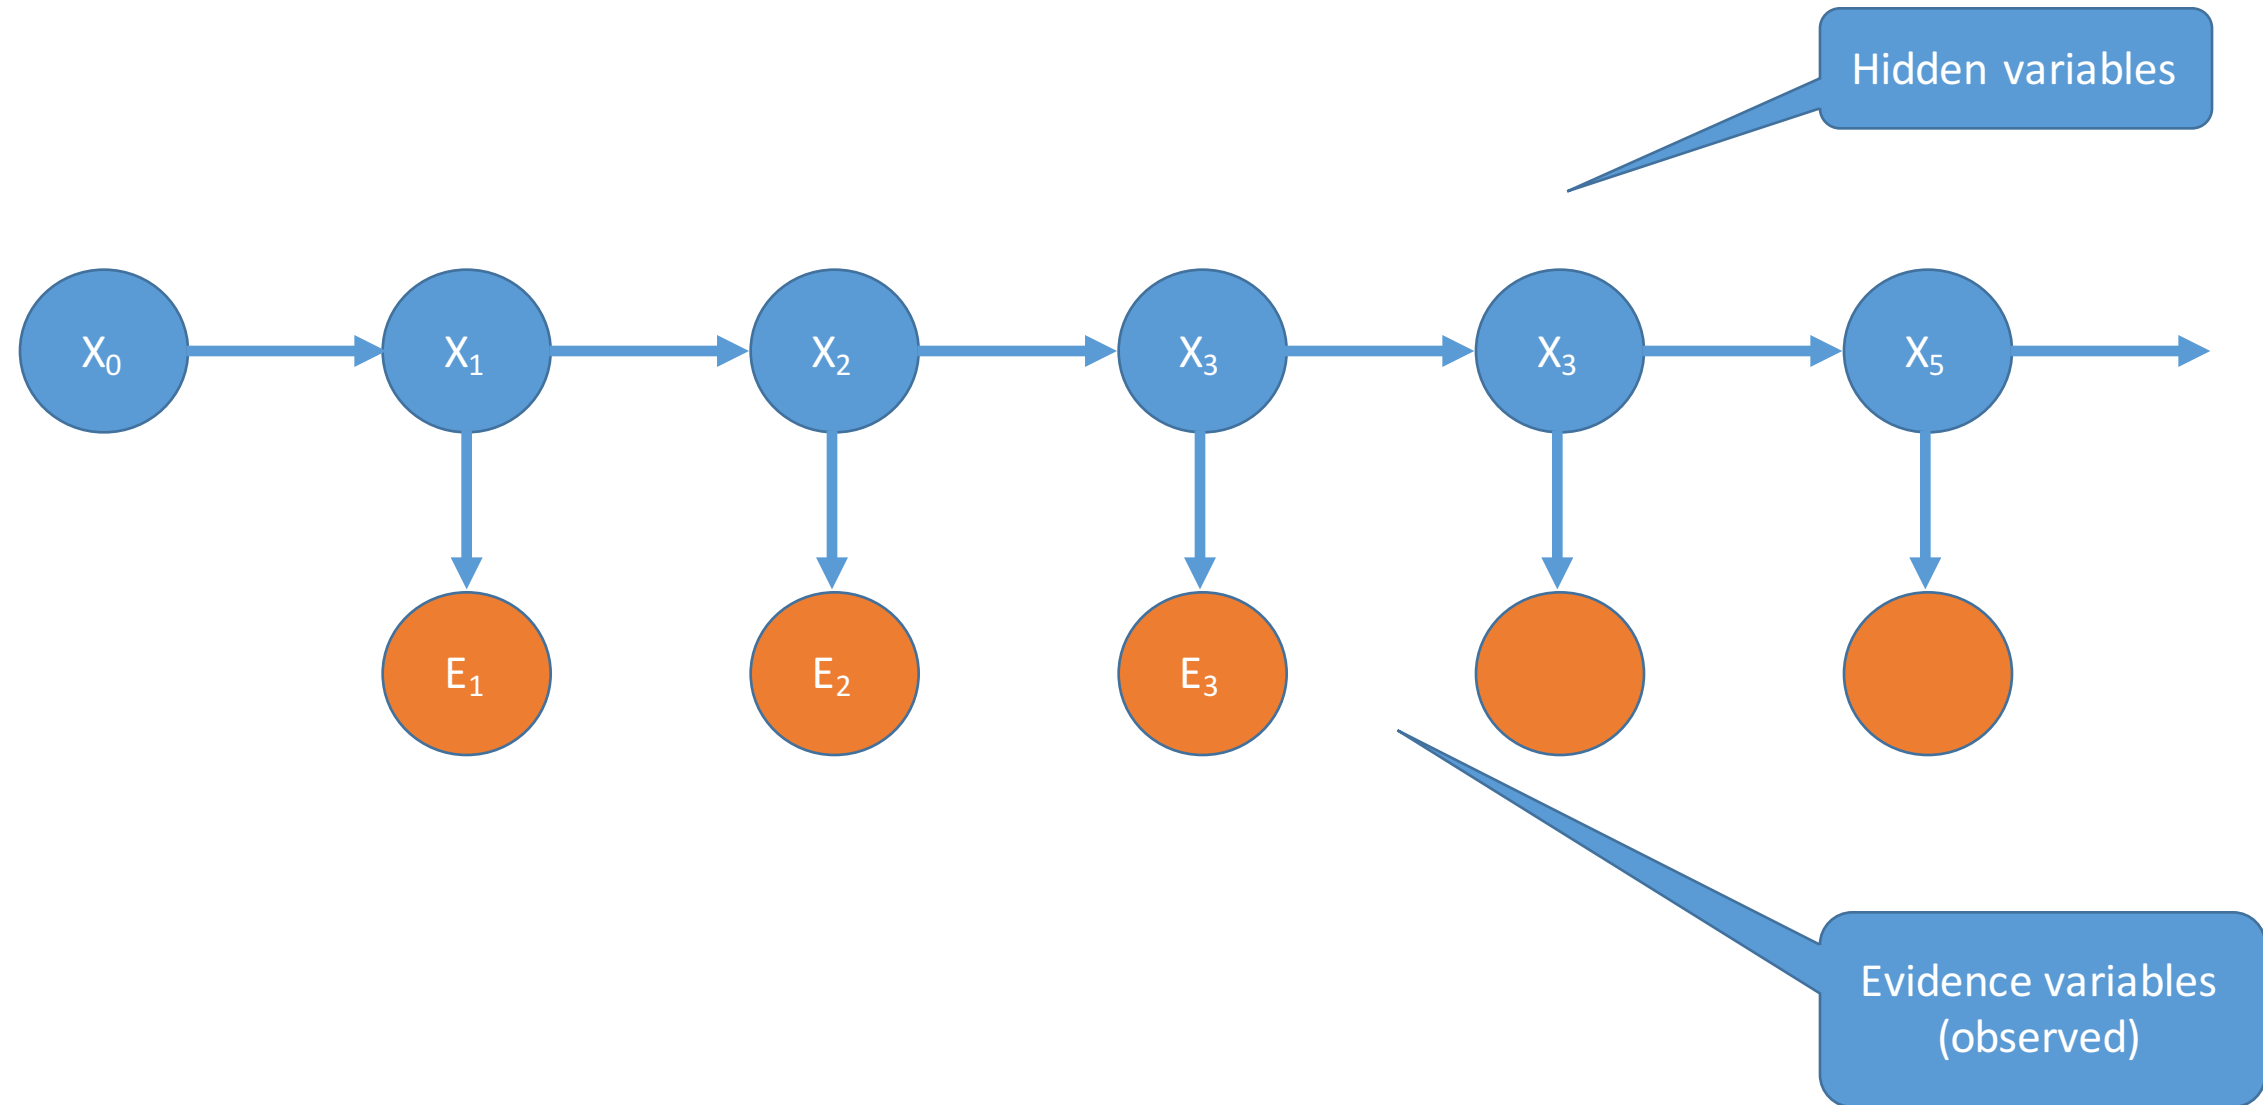 Hidden variables
X₀ X₁ X₂ X₃ X₃ X₅
E₁ E₂ E₃
Evidence variables
(observed)